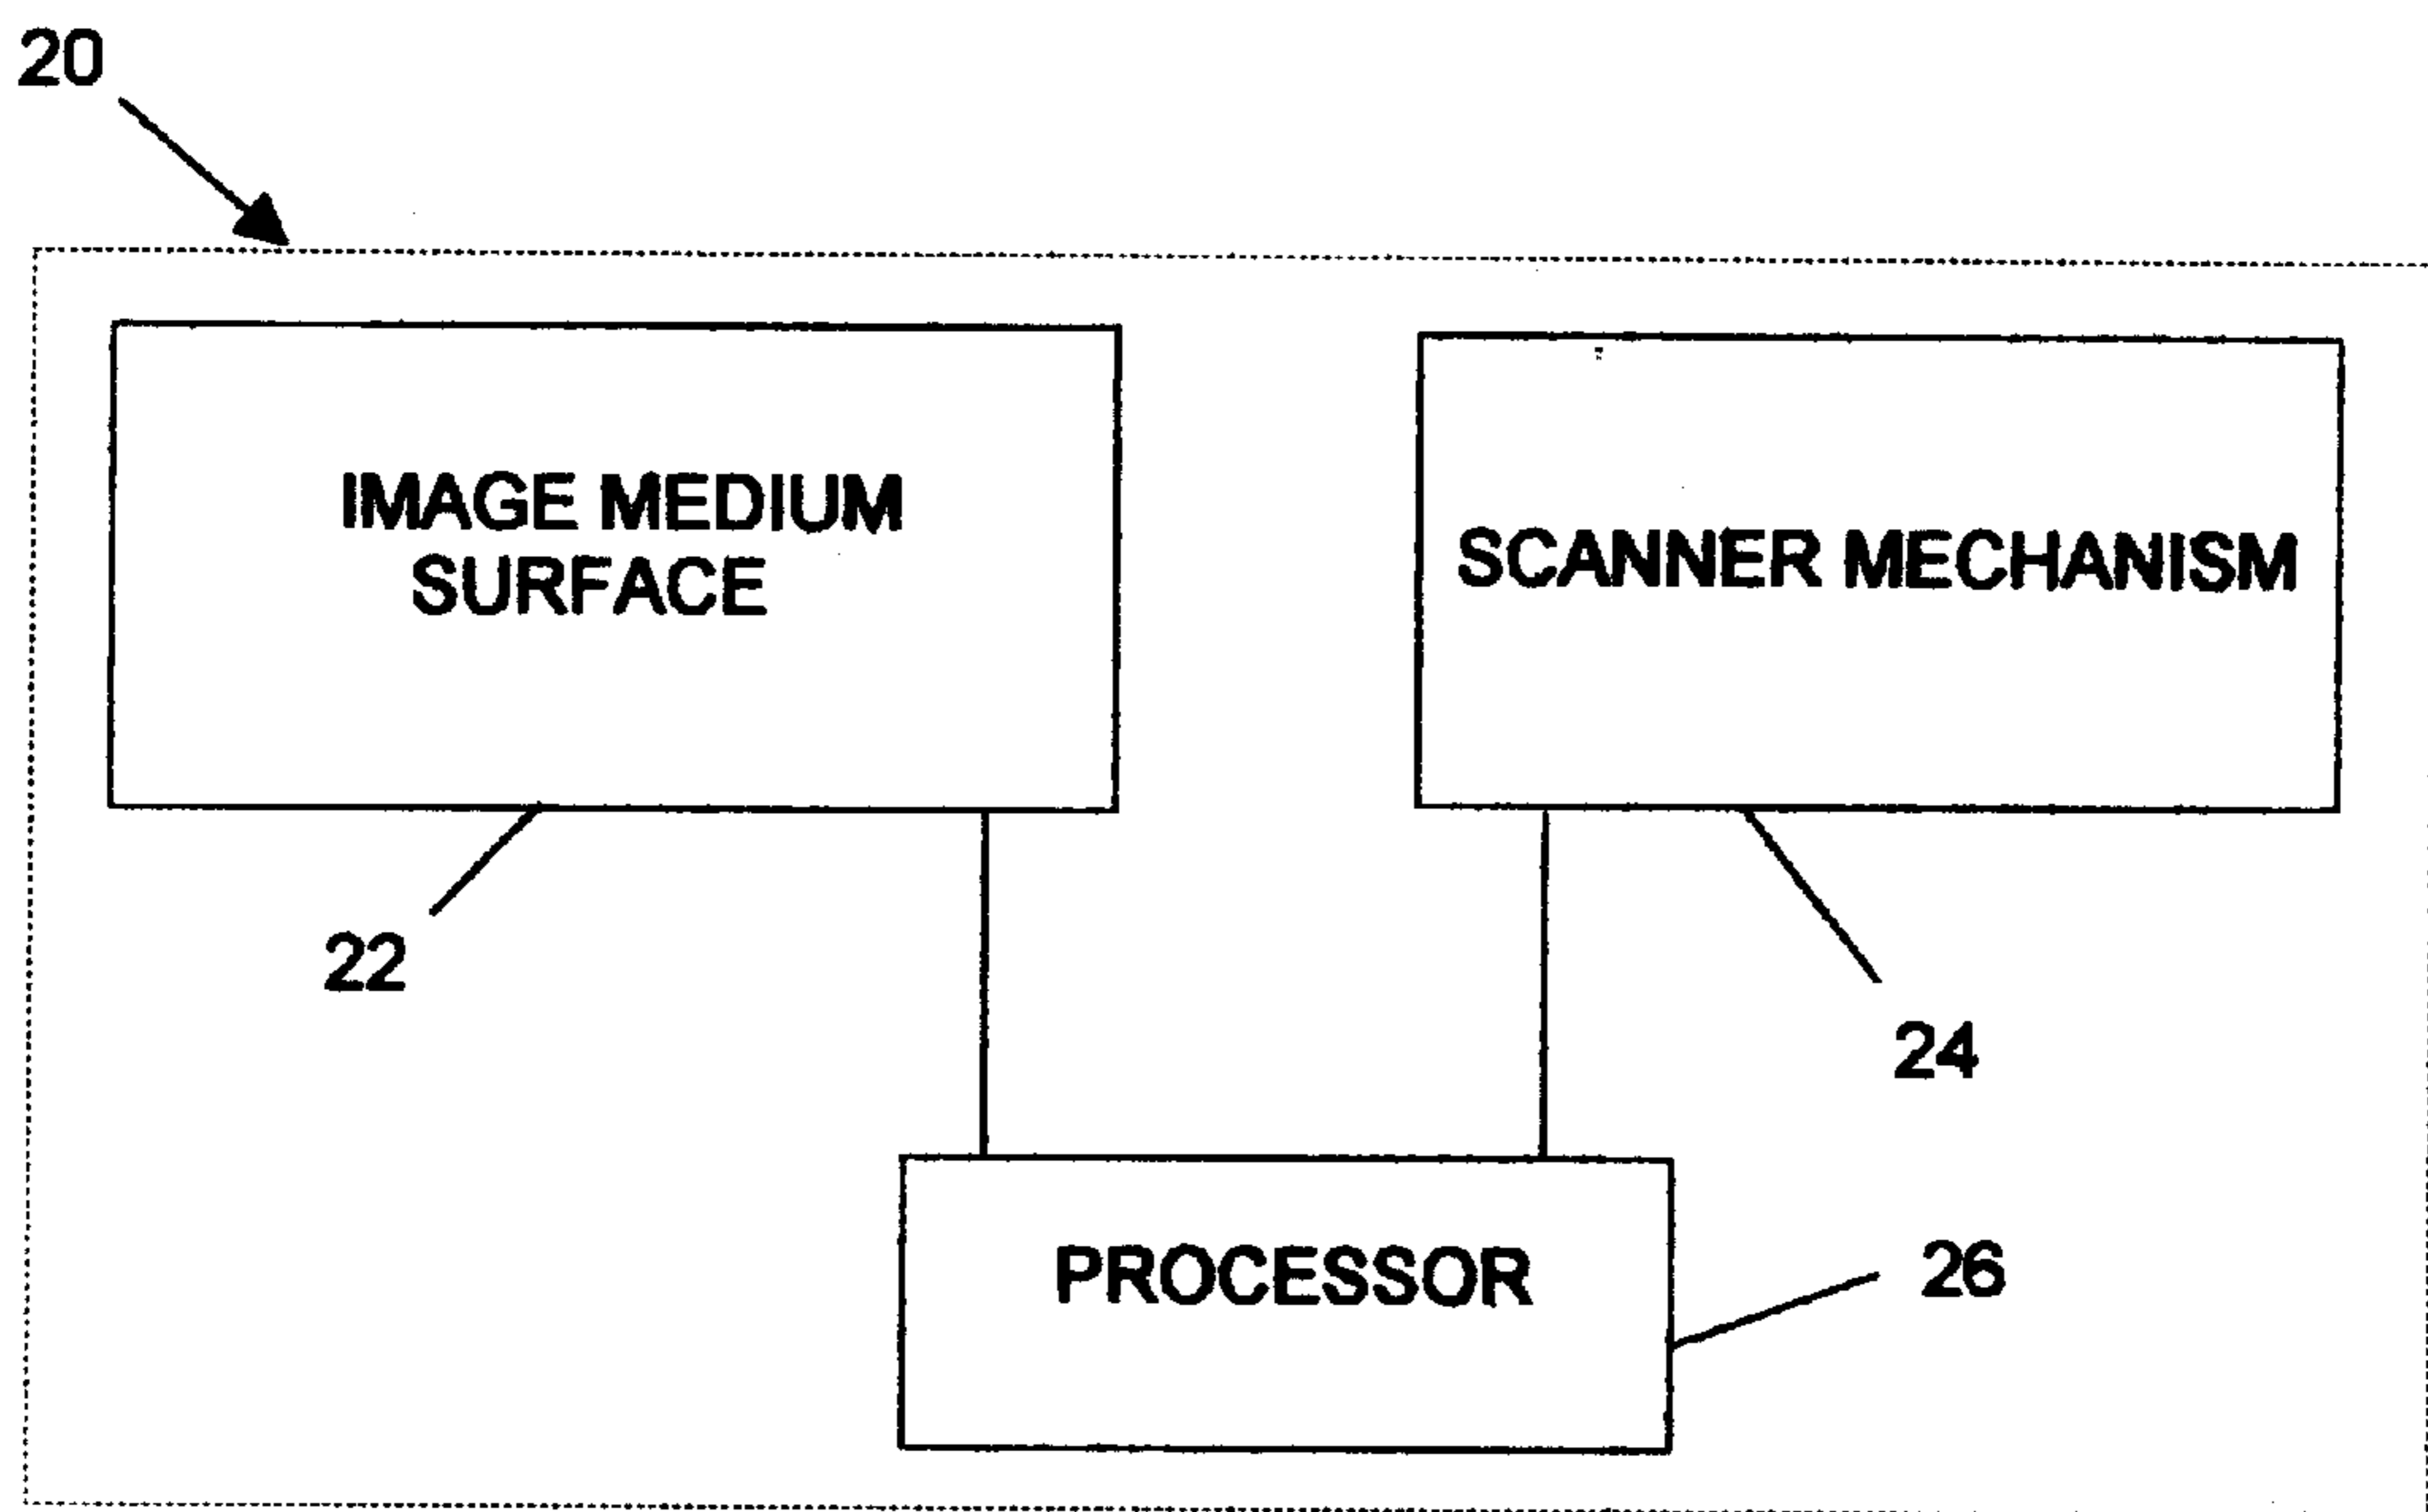 20
IMAGE MEDIUM
SURFACE
SCANNER MECHANISM
22
24
PROCESSOR
26